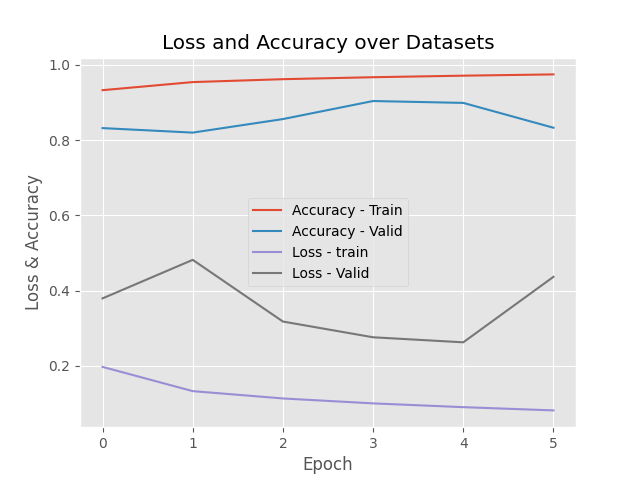 Loss and Accuracy over Datasets
1.0
0.8
0.6
0.4
0.2
Loss & Accuracy
Accuracy - Train
Accuracy - Valid
Loss - train
Loss - Valid
0 1 2 3 4 5
Epoch